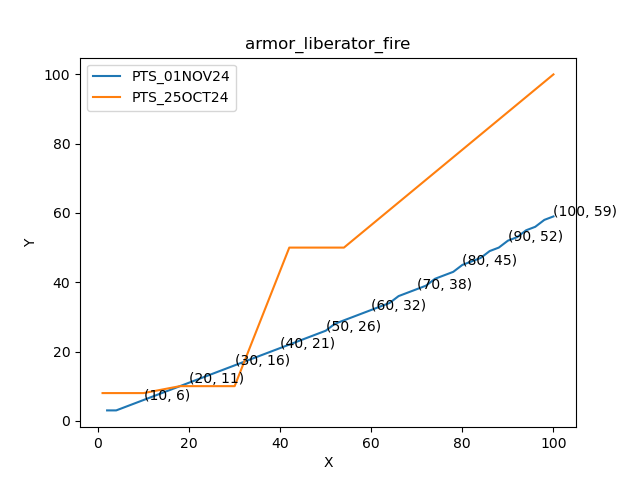 armor_liberator_fire
PTS_01NOV24
PTS_25OCT24
Y
100
80
60
40
20
0
(100, 59)
(90, 52)
(80, 45)
(70, 38)
(60, 32)
(50, 26)
(40, 21)
(30, 16)
(20, 11)
(10, 6)
0 20 40 60 80 100
X